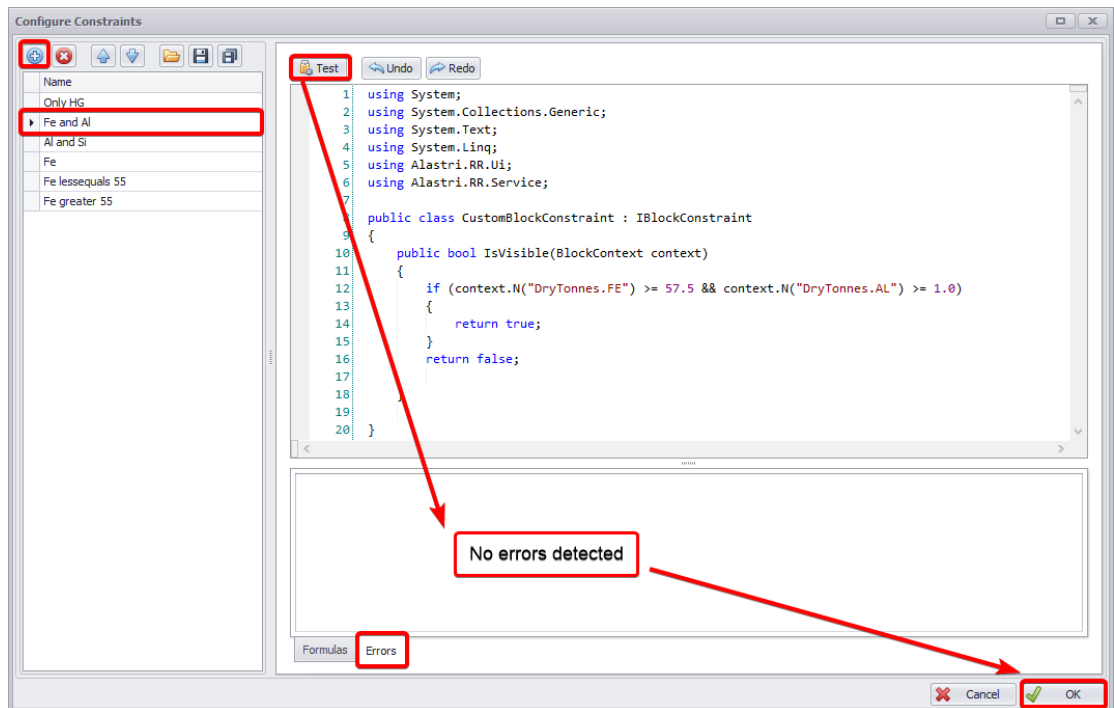 Configure Constraints
Name
Only HG
Fe and Al
Al and Si
Fe
Fe lessequals 55
Fe greater 55
Test Undo Redo
1 using System;
2 using System.Collections.Generic;
3 using System.Text;
4 using System.Linq;
5 using Alastri.RR.Ui;
6 using Alastri.RR.Service;
7
8 public class CustomBlockConstraint : IBlockConstraint
9 {
10 public bool IsVisible(BlockContext context)
11 {
12 if (context.N("DryTonnes.FE") >= 57.5 && context.N("DryTonnes.AL") >= 1.0)
13 {
14 return true;
15 }
16 return false;
17
18 }
19
20 }
No errors detected
Formulas Errors
Cancel OK